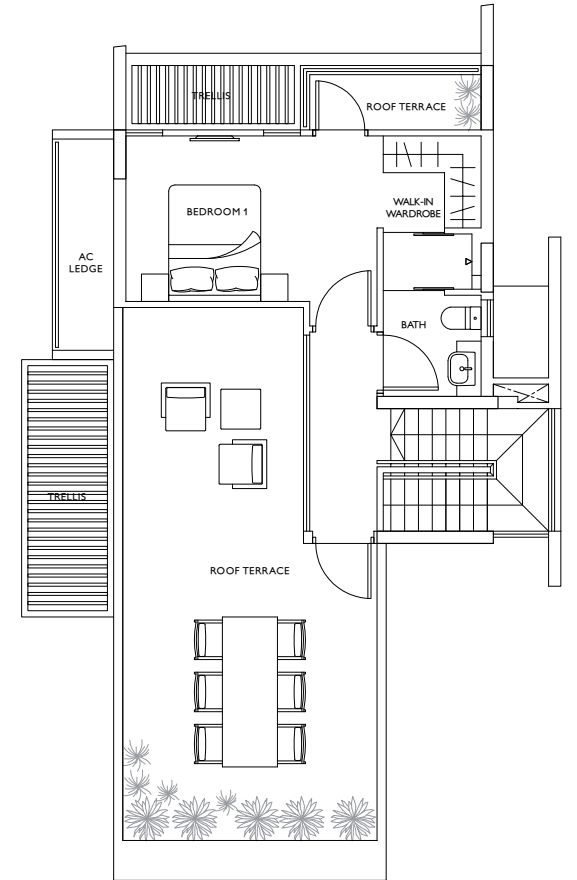 TRELLIS
ROOF TERRACE
BEDROOM 1
WALK-IN
WARDROBE
AC
LEDGE
BATH
TRELLIS
ROOF TERRACE